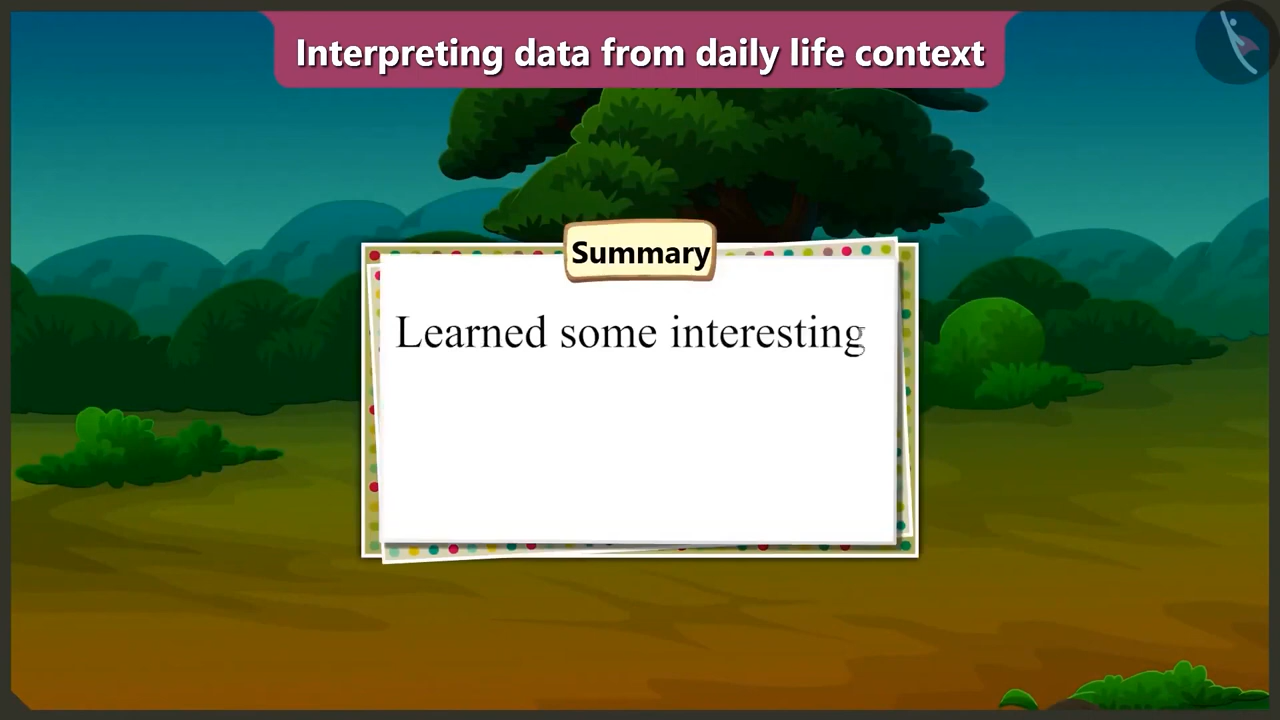 Interpreting data from daily life context
Summary
Learned some interesting